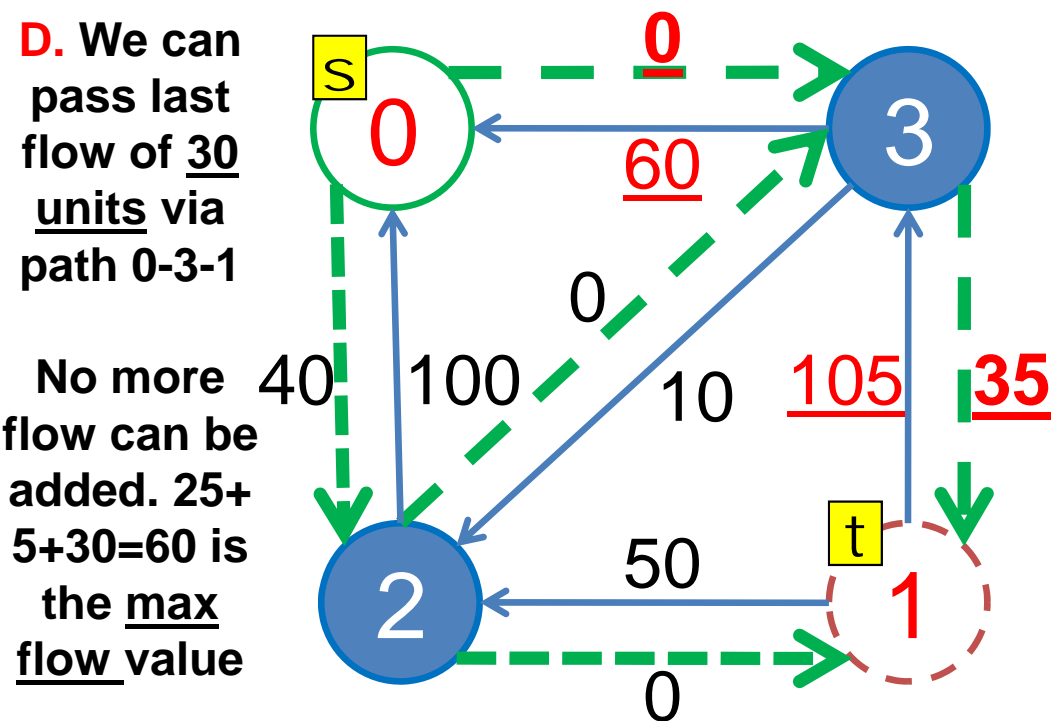 D. We can
pass last
flow of 30
units via
path 0-3-1
No more
flow can be
added. 25+
5+30=60 is
the max
flow value
s
0
0
3
60
0
40
100
10
105
35
t
50
2
1
0